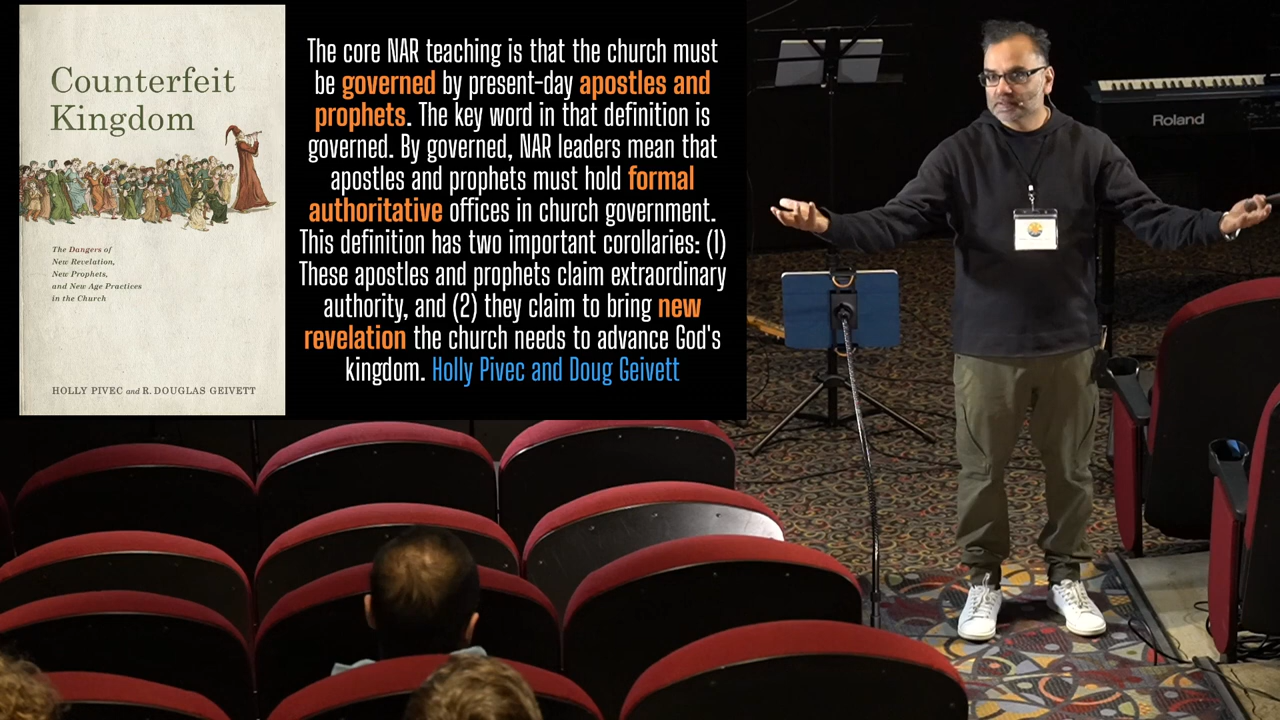 Counterfeit
Kingdom
The Dangers of
New Revelation,
New Prophets,
and New Age Practices
in the Church
HOLLY PIVEC and R. DOUGLAS GEIVETT
The core NAR teaching is that the church must
be governed by present-day apostles and
prophets. The key word in that definition is
governed. By governed, NAR leaders mean that
apostles and prophets must hold formal
authoritative offices in church government.
This definition has two important corollaries: (1)
These apostles and prophets claim extraordinary
authority, and (2) they claim to bring new
revelation the church needs to advance God's
kingdom. Holly Pivec and Doug Geivett
Roland